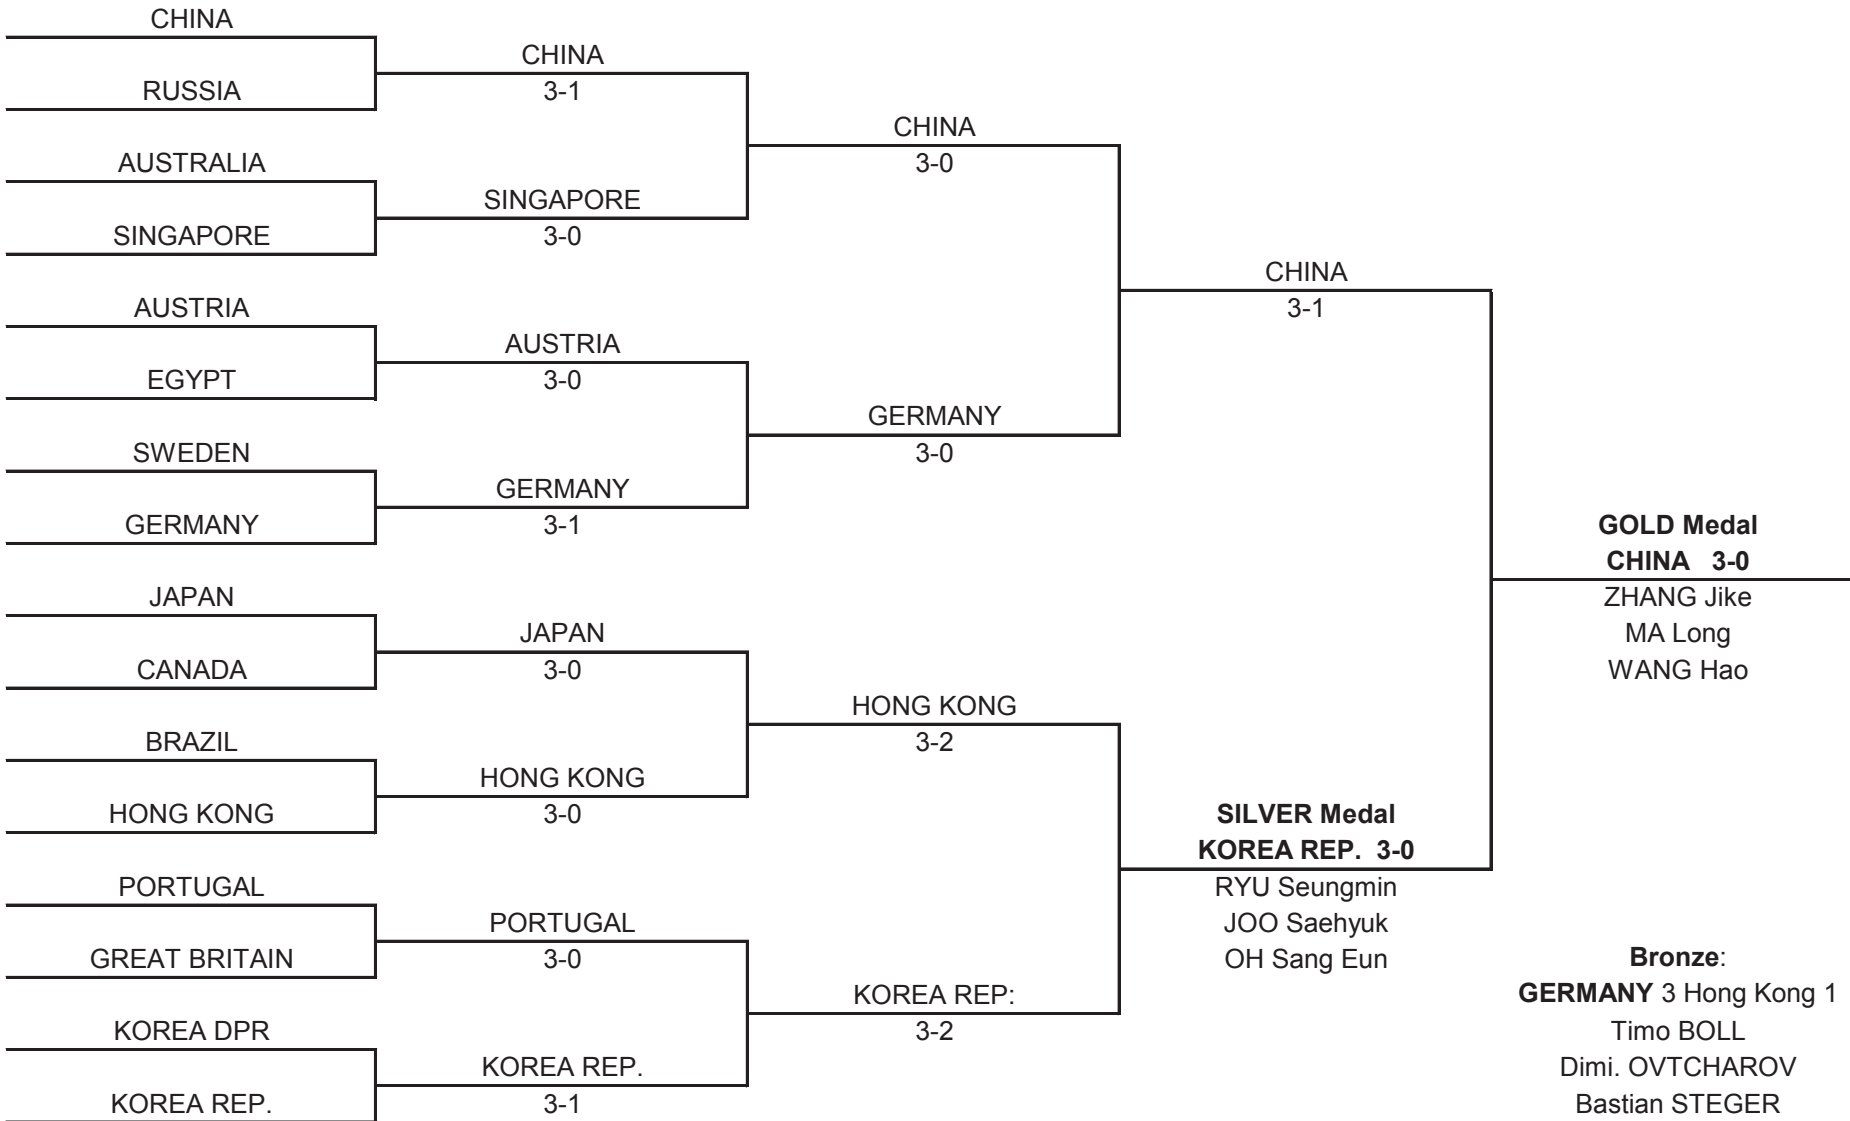 CHINA
RUSSIA
AUSTRALIA
SINGAPORE
AUSTRIA
EGYPT
SWEDEN
GERMANY
JAPAN
CANADA
BRAZIL
HONG KONG
PORTUGAL
GREAT BRITAIN
KOREA DPR
KOREA REP.
CHINA
3-1
SINGAPORE
3-0
AUSTRIA
3-0
GERMANY
3-1
JAPAN
3-0
HONG KONG
3-0
PORTUGAL
3-0
KOREA REP.
3-1
CHINA
3-0
GERMANY
3-0
HONG KONG
3-2
KOREA REP:
3-2
CHINA
3-1
SILVER Medal
KOREA REP. 3-0
RYU Seungmin
JOO Saehyuk
OH Sang Eun
GOLD Medal
CHINA 3-0
ZHANG Jike
MA Long
WANG Hao
Bronze:
GERMANY 3 Hong Kong 1
Timo BOLL
Dimi. OVTCHAROV
Bastian STEGER